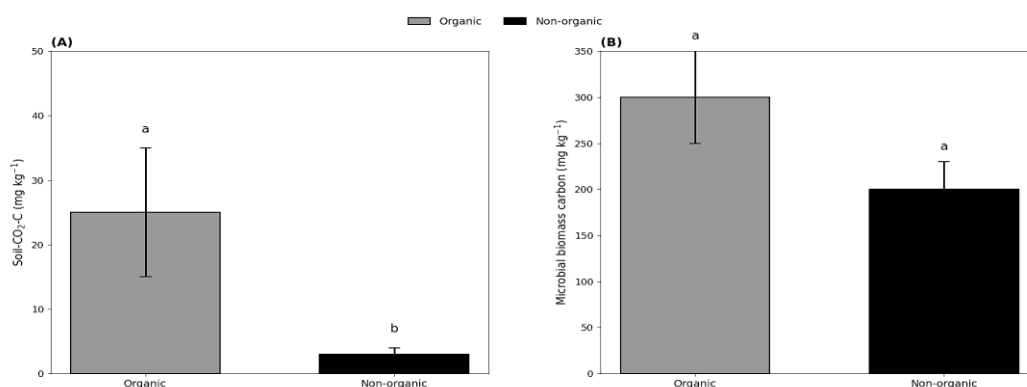 Organic Non-organic
(A)
50
40
30
20
10
0
Soil-CO₂-C (mg kg⁻¹)
a
b
Organic Non-organic
(B)
350
300
250
200
150
100
50
0
Microbial biomass carbon (mg kg⁻¹)
a
a
Organic Non-organic